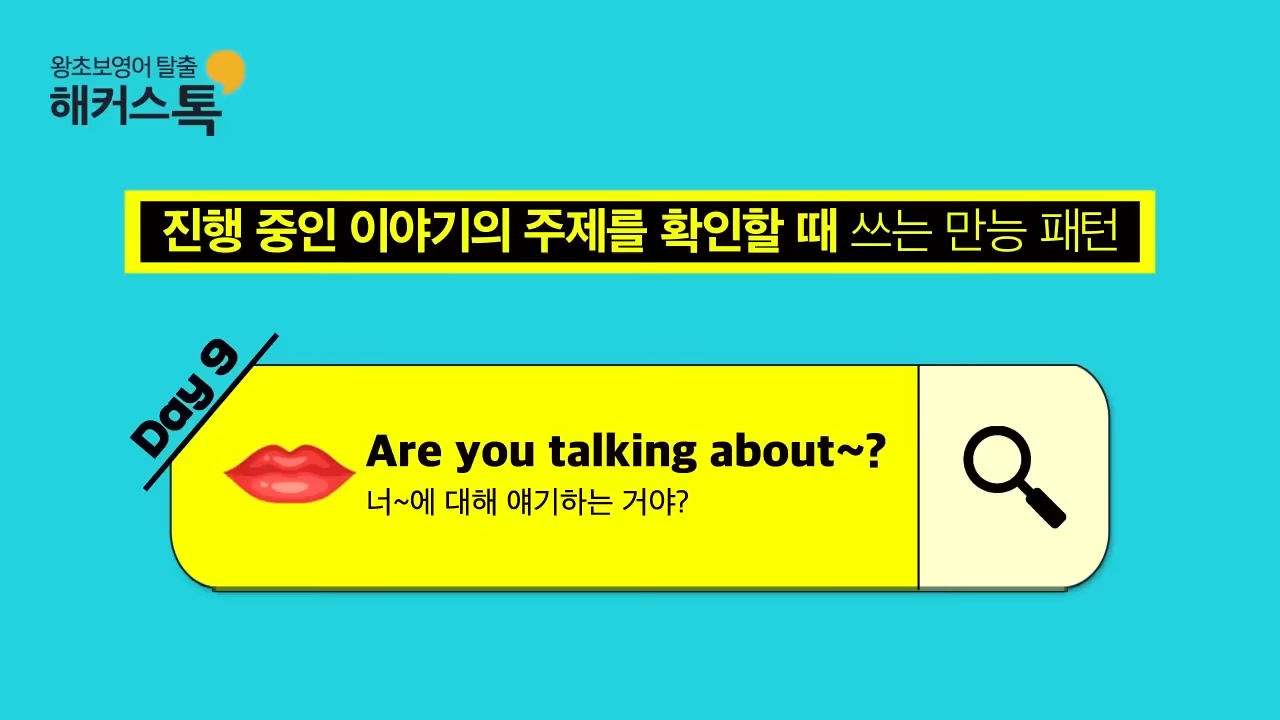 왕초보영어 탈출
해커스톡
진행 중인 이야기의 주제를 확인할 때 쓰는 만능 패턴
Day 9
Are you talking about~?
너~에 대해 얘기하는 거야?